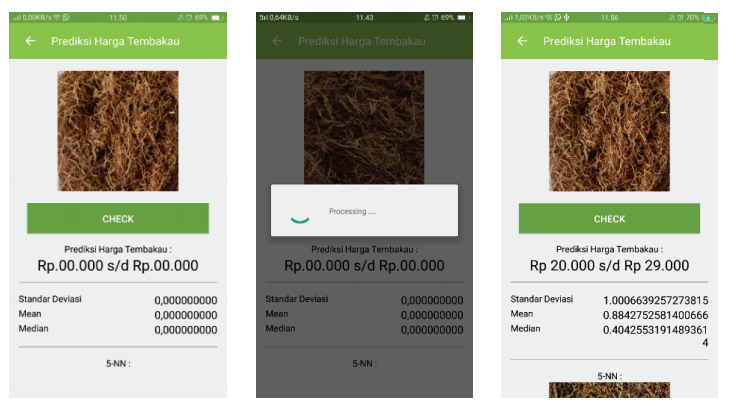 .ııl 0,00KB/s 11.50 69%
Prediksi Harga Tembakau
CHECK
Prediksi Harga Tembakau :
Rp.00.000 s/d Rp.00.000
Standar Deviasi 0,000000000
Mean 0,000000000
Median 0,000000000
5-NN :
0,64KB/s 11.43 69%
Prediksi Harga Tembakau
Processing ....
Prediksi Harga Tembakau :
Rp.00.000 s/d Rp.00.000
Standar Deviasi 0,000000000
Mean 0,000000000
Median 0,000000000
5-NN :
1,02KB/s 11.56 70%
Prediksi Harga Tembakau
CHECK
Prediksi Harga Tembakau :
Rp 20.000 s/d Rp 29.000
Standar Deviasi 1.0006639257273815
Mean 0.8842752581400666
Median 0.4042553191489361
4
5-NN :